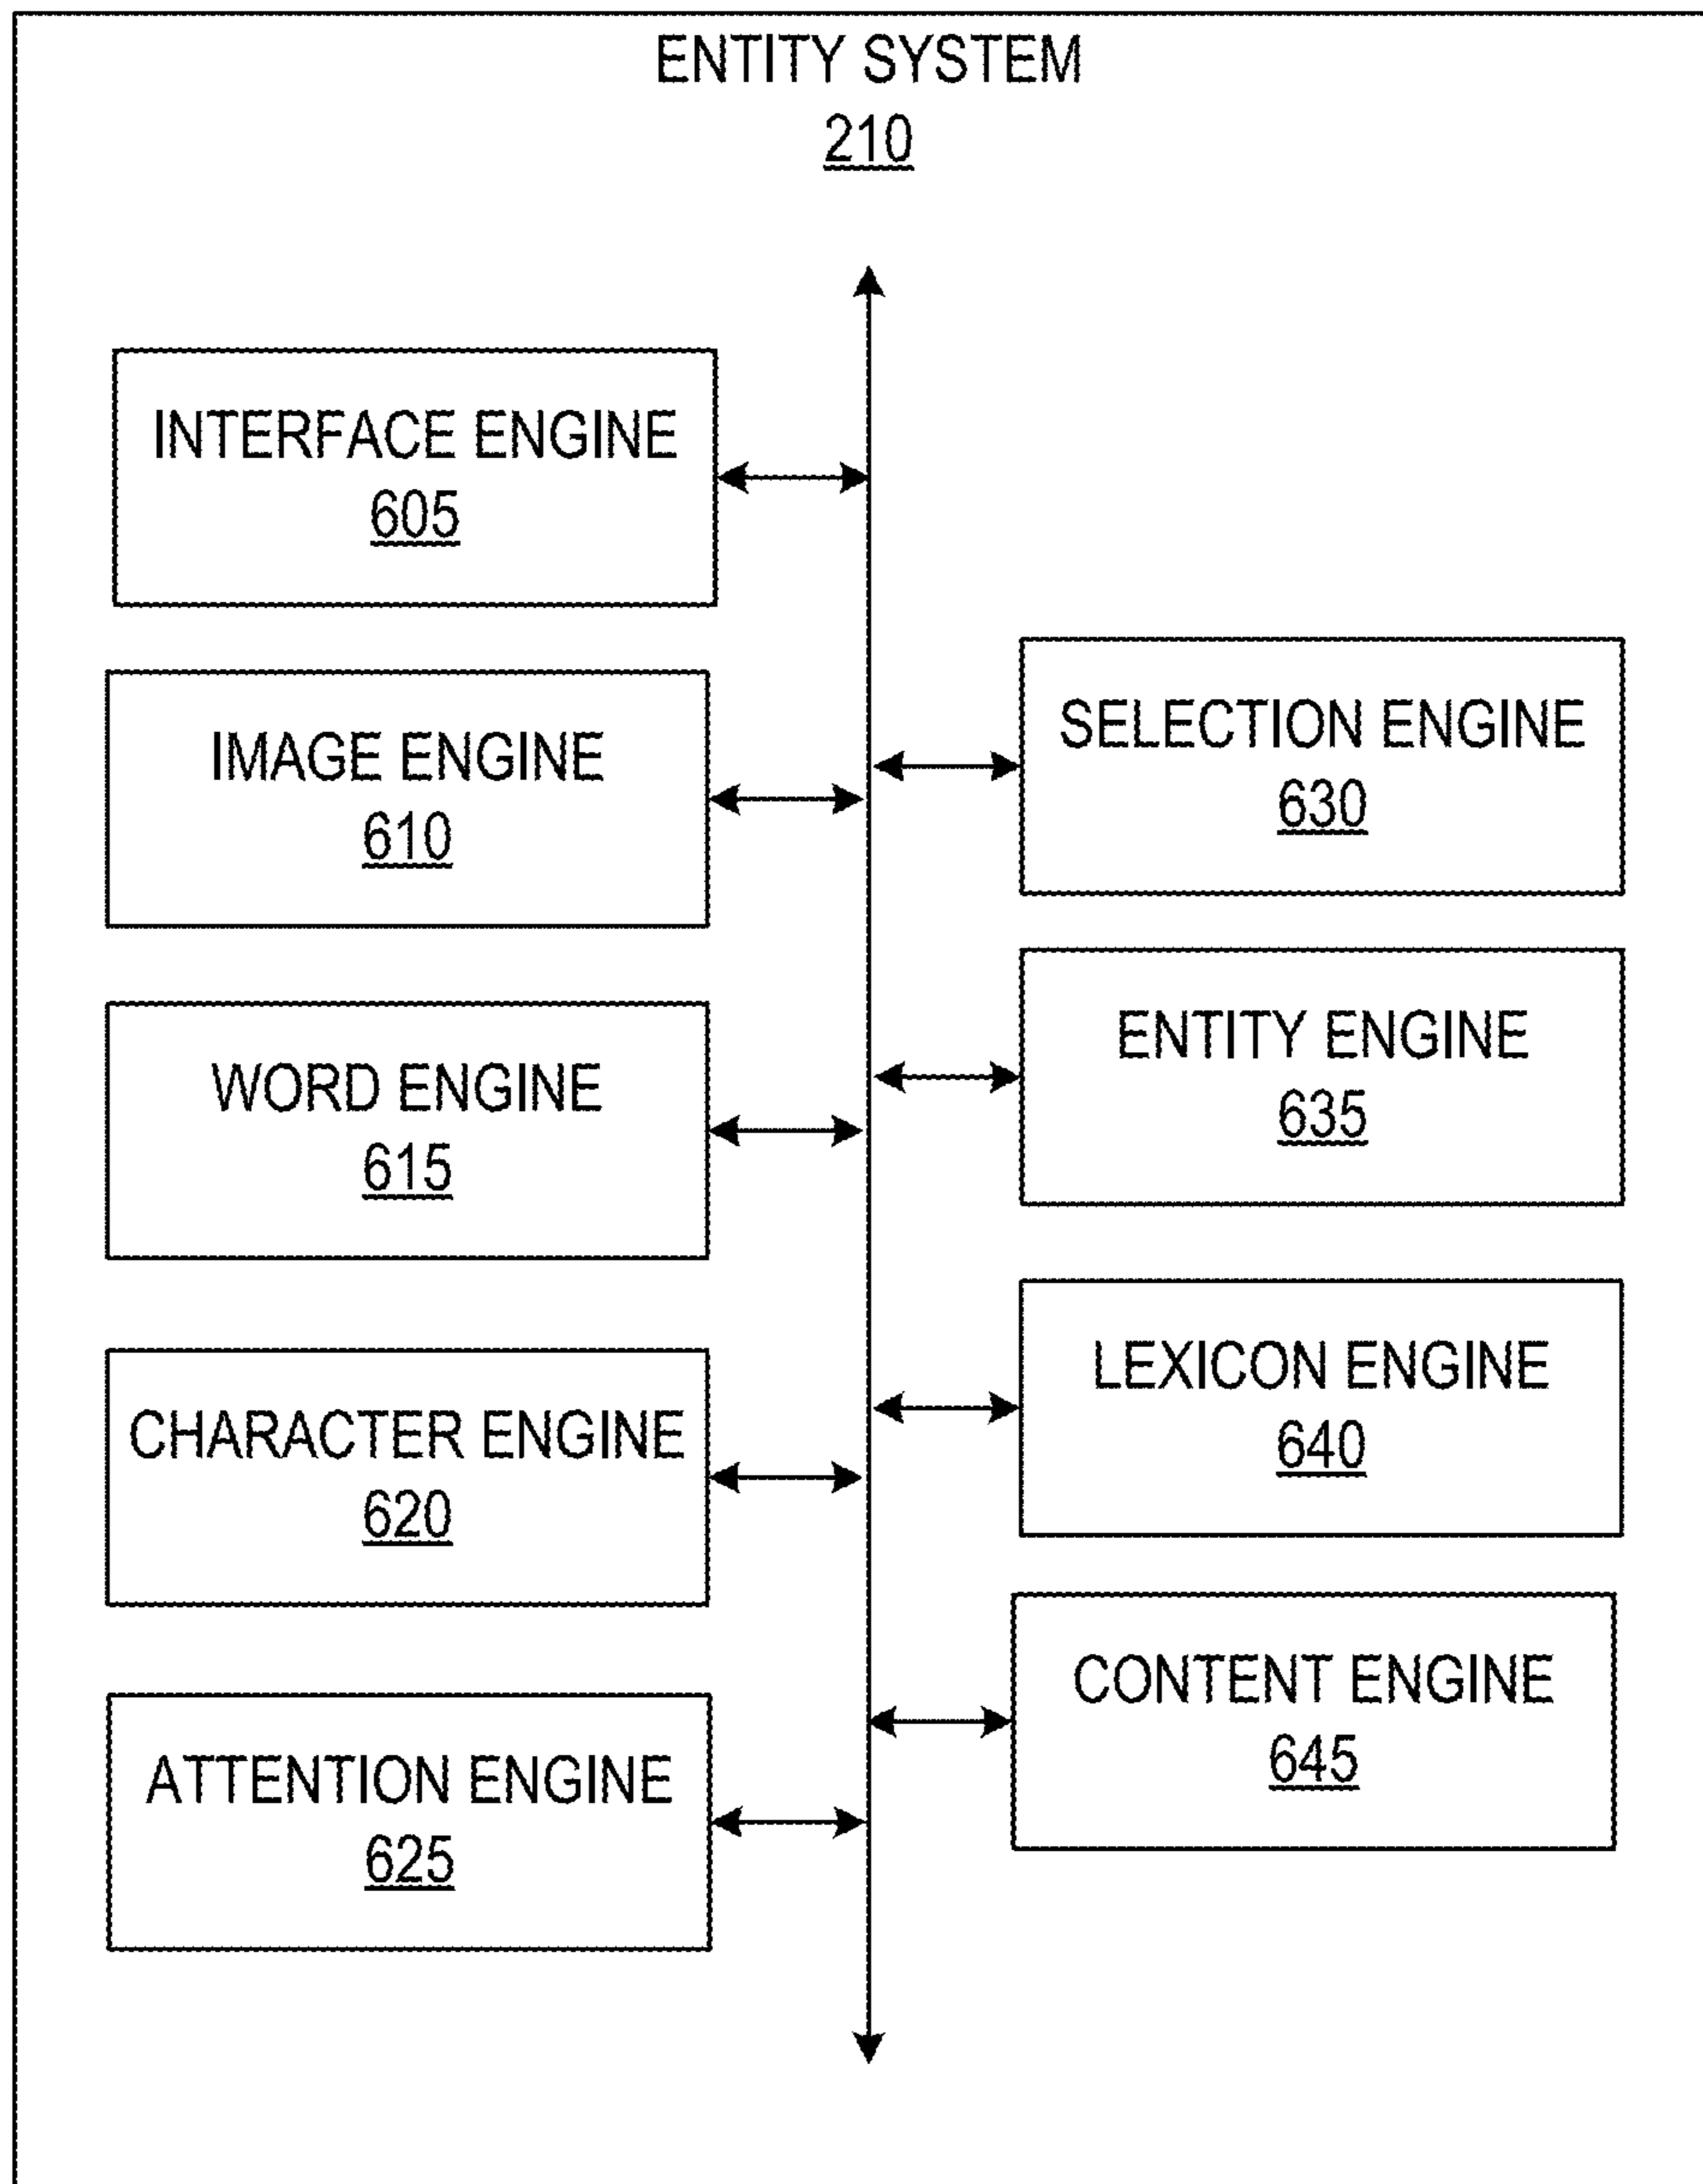 ENTITY SYSTEM
210
INTERFACE ENGINE
605
IMAGE ENGINE
610
WORD ENGINE
615
CHARACTER ENGINE
620
ATTENTION ENGINE
625
SELECTION ENGINE
630
ENTITY ENGINE
635
LEXICON ENGINE
640
CONTENT ENGINE
645